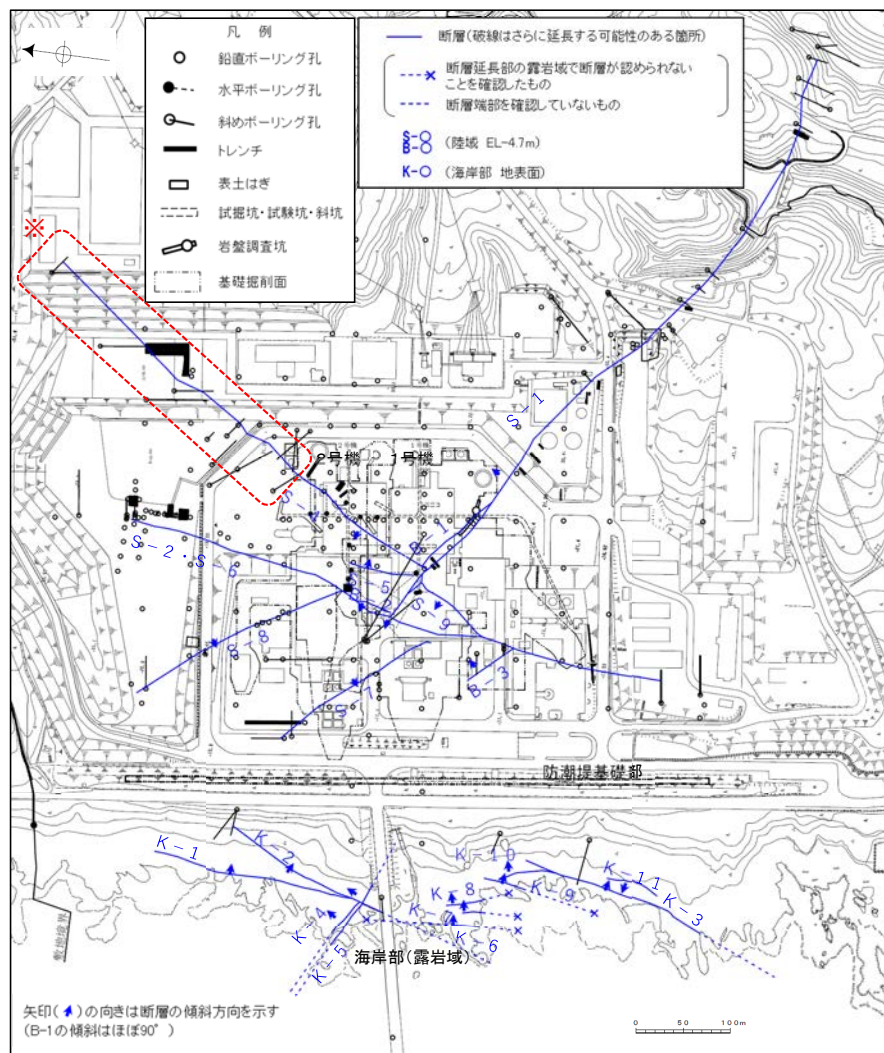 凡 例
鉛直ボーリング孔
水平ボーリング孔
斜めボーリング孔
トレンチ
表土はぎ
試掘坑・試験坑・斜坑
岩盤調査坑
基礎掘削面
断層(破線はさらに延長する可能性のある箇所)
断層延長部の露岩域で断層が認められない
ことを確認したもの
断層端部を確認していないもの
S-○
B-○
(陸域 EL-4.7m)
K-○ (海岸部 地表面)
※
S-1
2号機
1号機
S-4
B-1
S-2・S-6
S-5
S-9
B-8
S-7
B-3
防潮堤基礎部
K-1
K-2
K-10
K-11
K-8
K-9
K-3
K-4
K-7
K-5
K-6
海岸部(露岩域)
敷地境界
矢印( )の向きは断層の傾斜方向を示す
(B-1の傾斜はほぼ90°)
0 50 100m